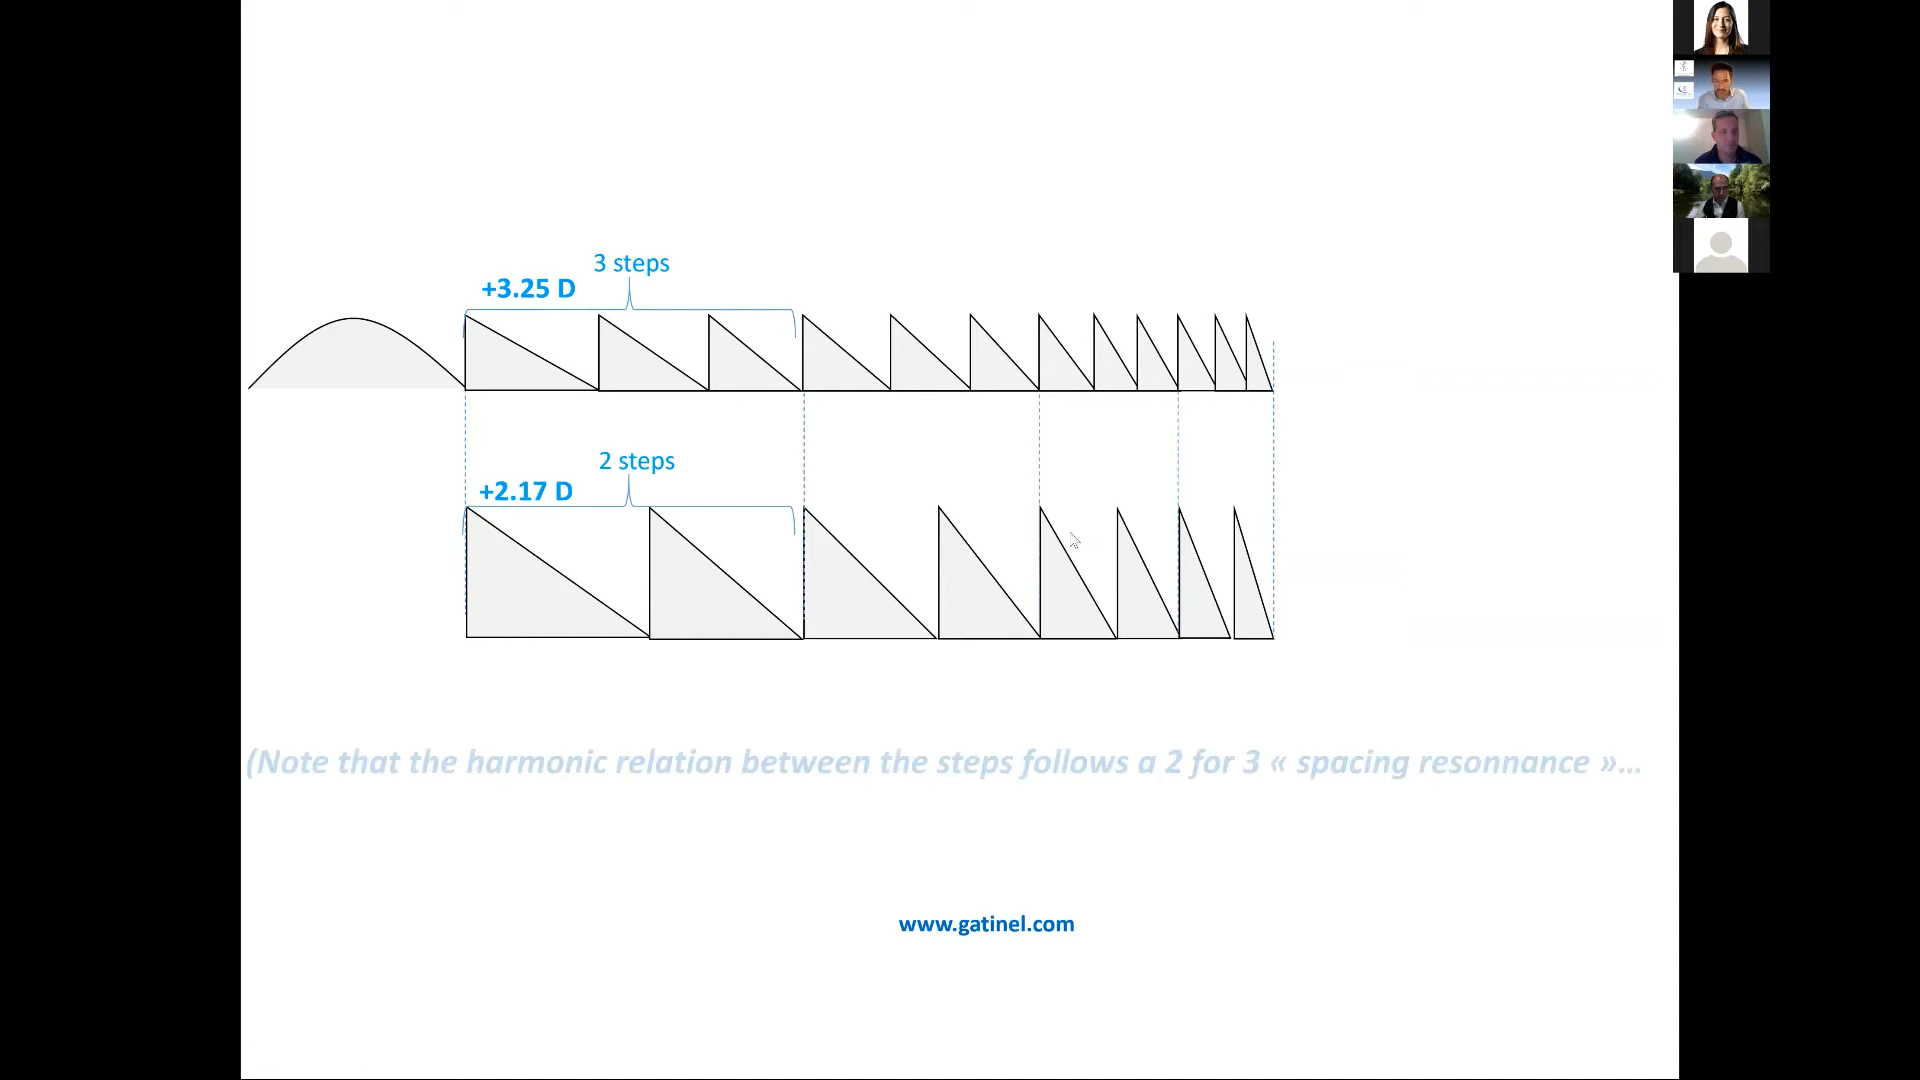 3 steps
+3.25 D
2 steps
+2.17 D
(Note that the harmonic relation between the steps follows a 2 for 3 « spacing resonnance »...
www.gatinel.com